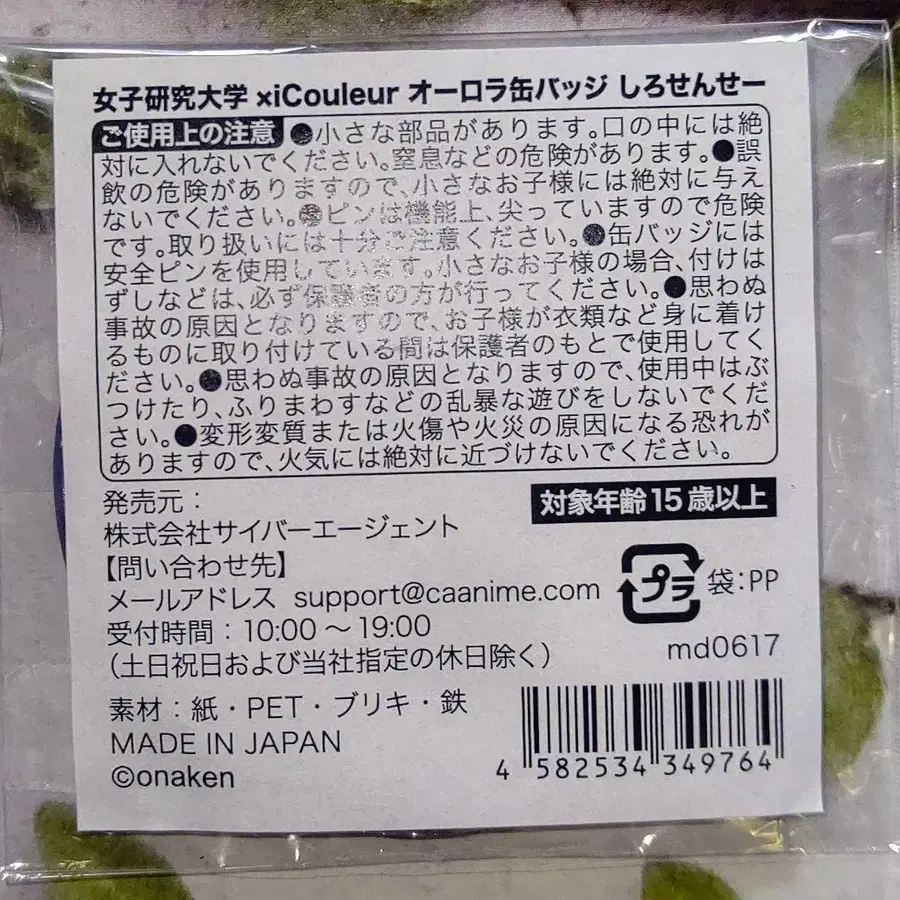 女子研究大学 ×iCouleur オーロラ缶バッジ しろせんせー
ご使用上の注意 ●小さな部品があります。口の中には絶
対に入れないでください。窒息などの危険があります。●誤
飲の危険がありますので、小さなお子様には絶対に与え
ないでください。●ピンは機能上、尖っていますので危険
です。取り扱いには十分ご注意ください。●缶バッジには
安全ピンを使用しています。小さなお子様の場合、付けは
ずしなどは、必ず保護者の方が行ってください。●思わぬ
事故の原因となりますので、お子様が衣類など身に着け
るものに取り付けている間は保護者のもとで使用してく
ださい。●思わぬ事故の原因となりますので、使用中はぶ
つけたり、ふりまわすなどの乱暴な遊びをしないでくだ
さい。●変形変質または火傷や火災の原因になる恐れが
ありますので、火気には絶対に近づけないでください。
発売元：
対象年齢15歳以上
株式会社サイバーエージェント
【問い合わせ先】
メールアドレス support@caanime.com
プラ 袋：PP
受付時間：10:00～19:00
（土日祝日および当社指定の休日除く）
md0617
素材：紙・PET・ブリキ・鉄
MADE IN JAPAN
©onaken
4 582534 349764